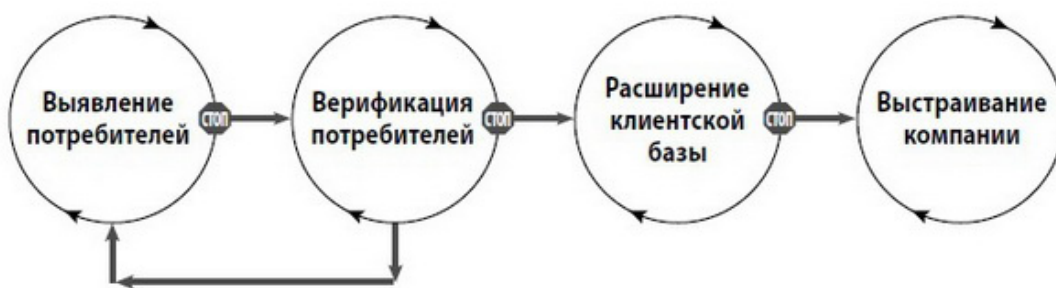 Выявление
потребителей
СТОП
Верификация
потребителей
СТОП
Расширение
клиентской
базы
СТОП
Выстраивание
компании